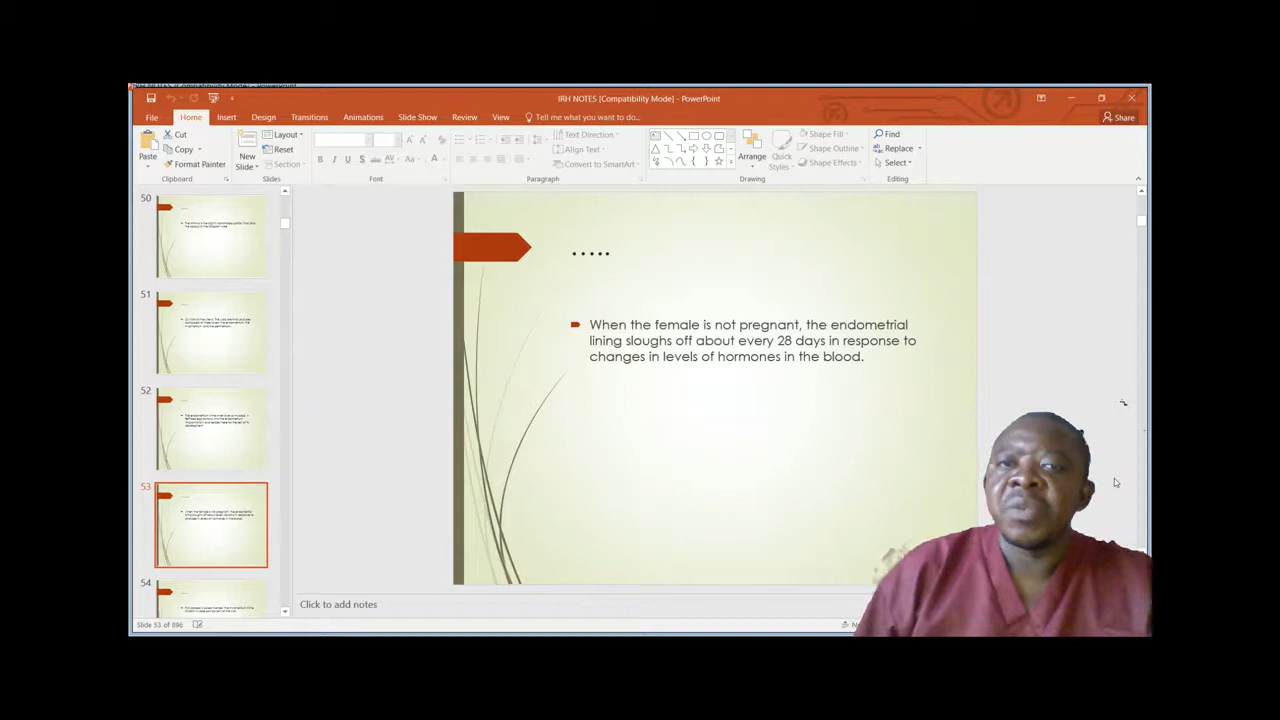 IRH NOTES [Compatibility Mode] - PowerPoint
File Home Insert Design Transitions Animations Slide Show Review View Tell me what you want to do... Share
Paste
Cut
Copy
Format Painter
Clipboard
New
Slide
Layout
Reset
Section
Slides
Font
Text Direction
Align Text
Convert to SmartArt
Paragraph
Arrange
Quick
Styles
Shape Fill
Shape Outline
Shape Effects
Drawing
Find
Replace
Select
Editing
50
51
52
53
54
.....
When the female is not pregnant, the endometrial
lining sloughs off about every 28 days in response to
changes in levels of hormones in the blood.
Click to add notes
Slide 53 of 896